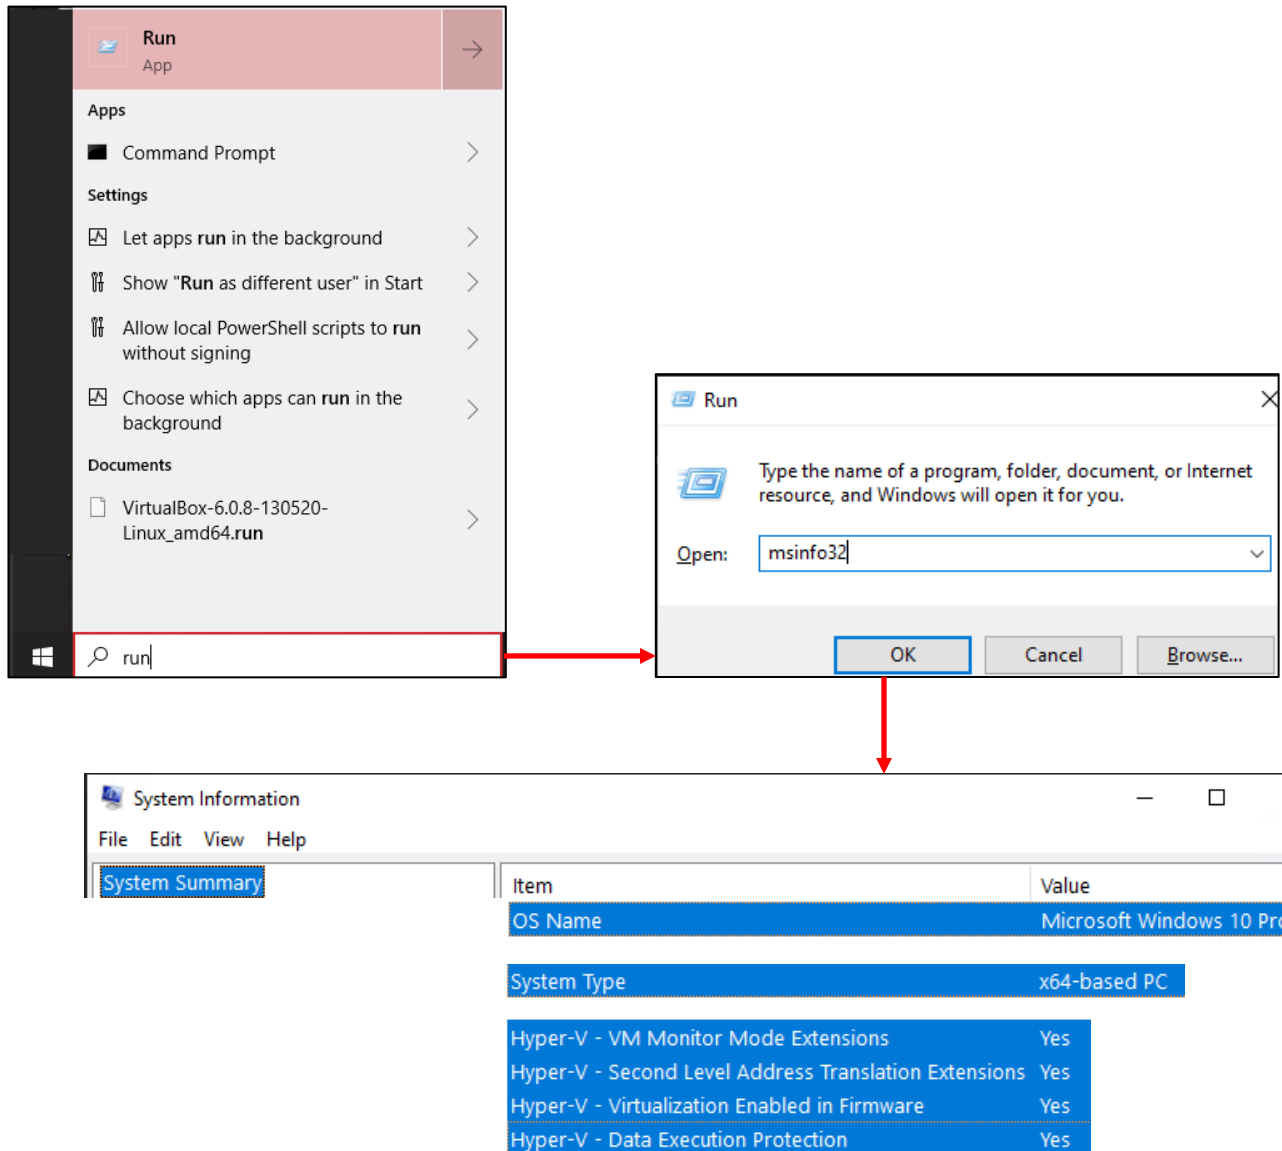 Run
App
Apps
Command Prompt
Settings
Let apps run in the background
Show "Run as different user" in Start
Allow local PowerShell scripts to run
without signing
Choose which apps can run in the
background
Documents
VirtualBox-6.0.8-130520-
Linux_amd64.run
run
Run
Type the name of a program, folder, document, or Internet
resource, and Windows will open it for you.
Open: msinfo32
OK Cancel Browse...
System Information
File Edit View Help
System Summary
Item Value
OS Name Microsoft Windows 10 Pro
System Type x64-based PC
Hyper-V - VM Monitor Mode Extensions Yes
Hyper-V - Second Level Address Translation Extensions Yes
Hyper-V - Virtualization Enabled in Firmware Yes
Hyper-V - Data Execution Protection Yes